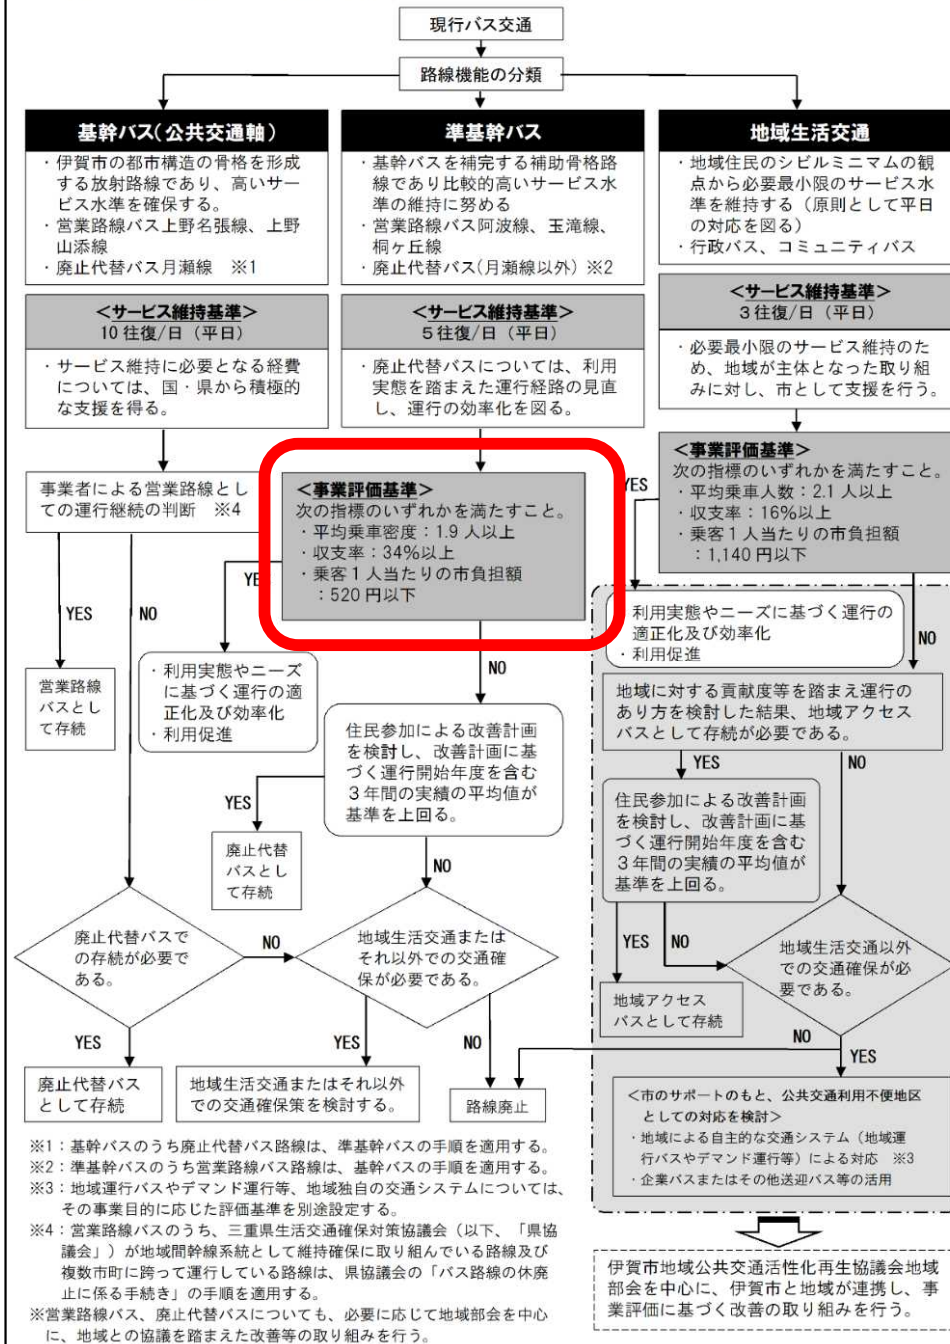 現行バス交通
路線機能の分類
基幹バス(公共交通軸)
・伊賀市の都市構造の骨格を形成
する放射路線であり、高いサー
ビス水準を確保する。
・営業路線バス上野名張線、上野
山添線
・廃止代替バス月瀬線　※1
<サービス維持基準>
10往復/日（平日）
・サービス維持に必要となる経費
については、国・県から積極的
な支援を得る。
事業者による営業路線とし
ての運行継続の判断　※4
YES
NO
営業路線
バスとし
て存続
準基幹バス
・基幹バスを補完する補助骨格路
線であり比較的高いサービス水
準の維持に努める
・営業路線バス阿波線、玉滝線、
桐ヶ丘線
・廃止代替バス(月瀬線以外)※2
<サービス維持基準>
5往復/日（平日）
・廃止代替バスについては、利用
実態を踏まえた運行経路の見直
し、運行の効率化を図る。
<事業評価基準>
次の指標のいずれかを満たすこと。
・平均乗車密度：1.9 人以上
・収支率：34%以上
・乗客1人当たりの市負担額
：520 円以下
YES
NO
・利用実態やニーズ
に基づく運行の適
正化及び効率化
・利用促進
住民参加による改善計画
を検討し、改善計画に基
づく運行開始年度を含む
3年間の実績の平均値が
基準を上回る。
YES
NO
廃止代替
バスとし
て存続
廃止代替バスで
の存続が必要で
ある。
NO
YES
地域生活交通または
それ以外での交通確
保が必要である。
YES
NO
廃止代替バス
として存続
地域生活交通またはそれ以外
での交通確保策を検討する。
路線廃止
地域生活交通
・地域住民のシビルミニマムの観
点から必要最小限のサービス水
準を維持する（原則として平日
の対応を図る）
・行政バス、コミュニティバス
<サービス維持基準>
3往復/日（平日）
・必要最小限のサービス維持のた
め、地域が主体となった取り組
みに対し、市として支援を行う。
<事業評価基準>
次の指標のいずれかを満たすこと。
・平均乗車人数：2.1 人以上
・収支率：16%以上
・乗客1人当たりの市負担額
：1,140 円以下
YES
NO
利用実態やニーズに基づく運行の
適正化及び効率化
・利用促進
地域に対する貢献度等を踏まえ運行の
あり方を検討した結果、地域アクセス
バスとして存続が必要である。
YES
NO
住民参加による改善計画
を検討し、改善計画に基
づく運行開始年度を含む
3年間の実績の平均値が
基準を上回る。
YES
NO
地域アクセス
バスとして存続
地域生活交通以外
での交通確保が必
要である。
NO
YES
<市のサポートのもと、公共交通利用不便地区
としての対応を検討>
・地域による自主的な交通システム（地域運
行バスやデマンド運行等）による対応　※3
・企業バスまたはその他送迎バス等の活用
伊賀市地域公共交通活性化再生協議会地域
部会を中心に、伊賀市と地域が連携し、事
業評価に基づく改善の取り組みを行う。
※1：基幹バスのうち廃止代替バス路線は、準基幹バスの手順を適用する。
※2：準基幹バスのうち営業路線バス路線は、基幹バスの手順を適用する。
※3：地域運行バスやデマンド運行等、地域独自の交通システムについては、
その事業目的に応じた評価基準を別途設定する。
※4：営業路線バスのうち、三重県生活交通確保対策協議会（以下、「県協
議会」）が地域間幹線系統として維持確保に取り組んでいる路線及び
複数市町に跨って運行している路線は、県協議会の「バス路線の休廃
止に係る手続き」の手順を適用する。
※営業路線バス、廃止代替バスについても、必要に応じて地域部会を中心
に、地域との協議を踏まえた改善等の取り組みを行う。